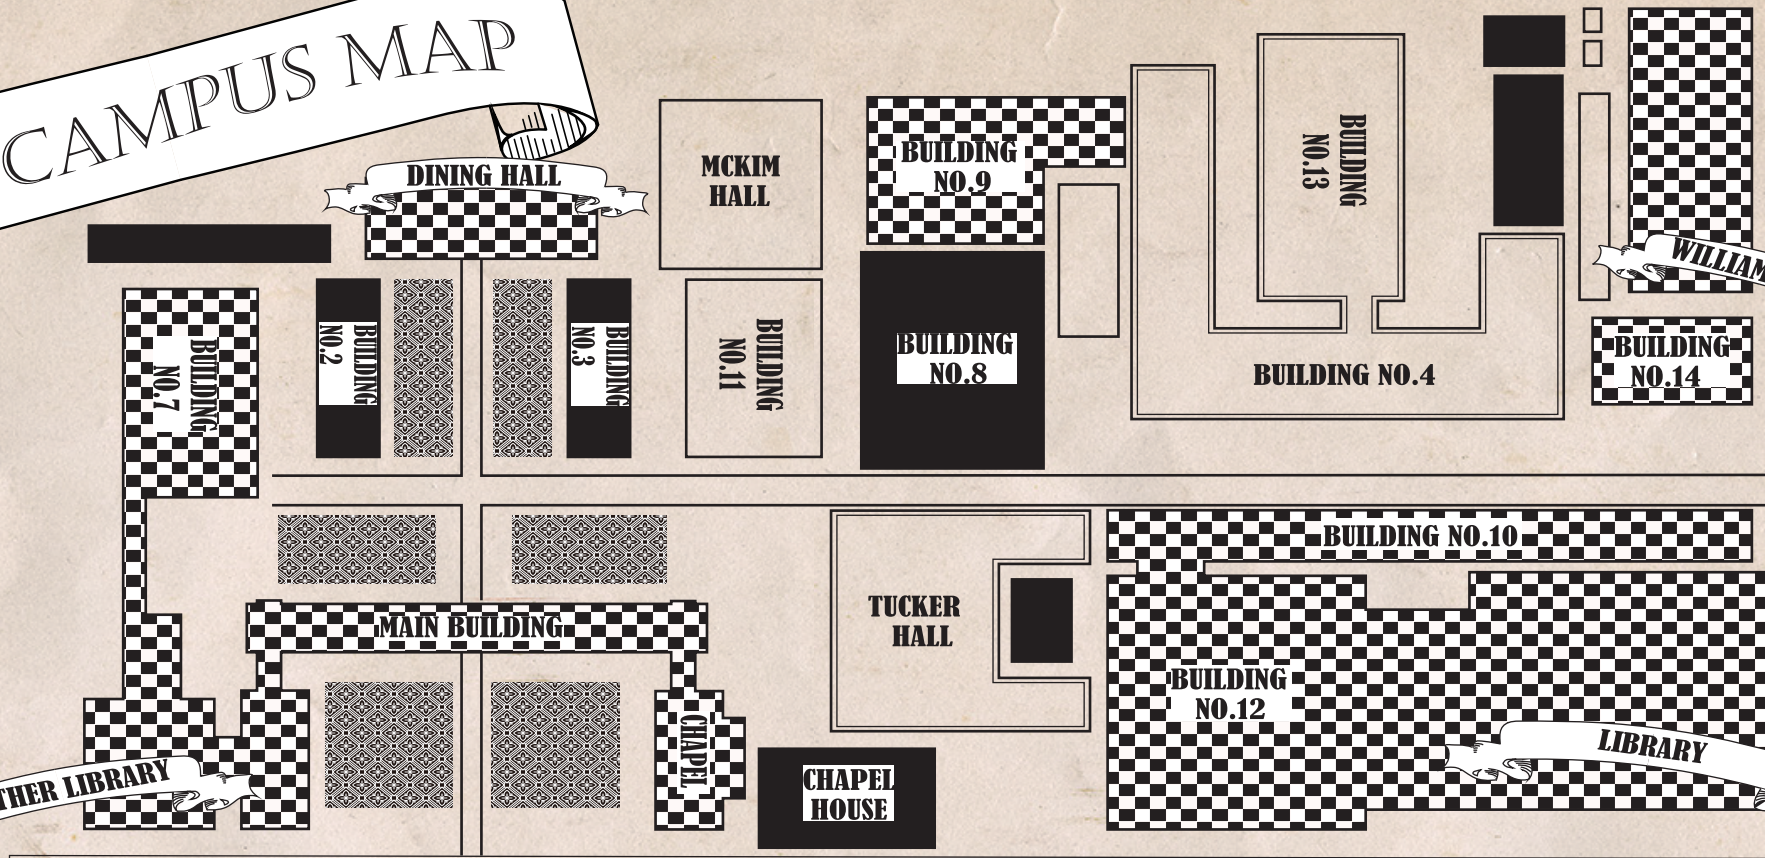 CAMPUS MAP
DINING HALL
MCKIM
HALL
BUILDING
NO.9
BUILDING
NO.13
WILLIAM
BUILDING
NO.7
BUILDING
NO.2
BUILDING
NO.3
BUILDING
NO.11
BUILDING
NO.8
BUILDING NO.4
BUILDING
NO.14
BUILDING NO.10
MAIN BUILDING
TUCKER
HALL
BUILDING
NO.12
CHAPEL
LIBRARY
THER LIBRARY
CHAPEL
HOUSE